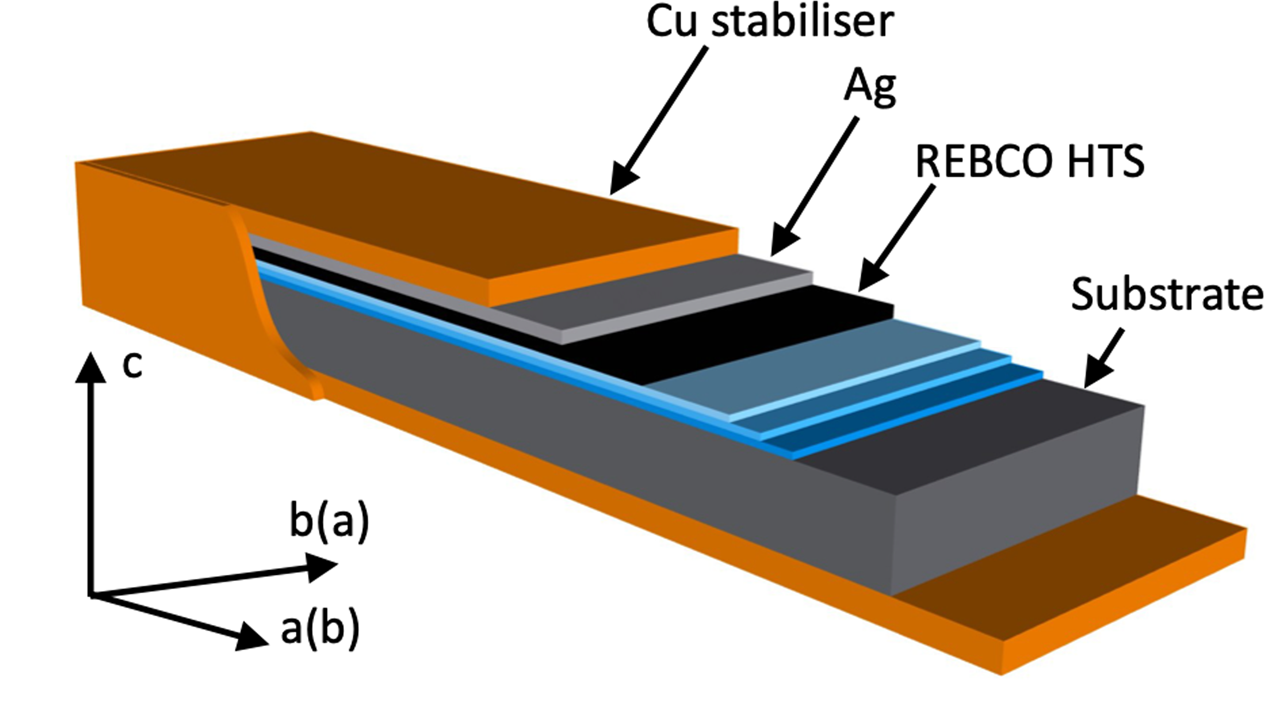 Cu stabiliser
Ag
REBCO HTS
Substrate
c
b(a)
a(b)